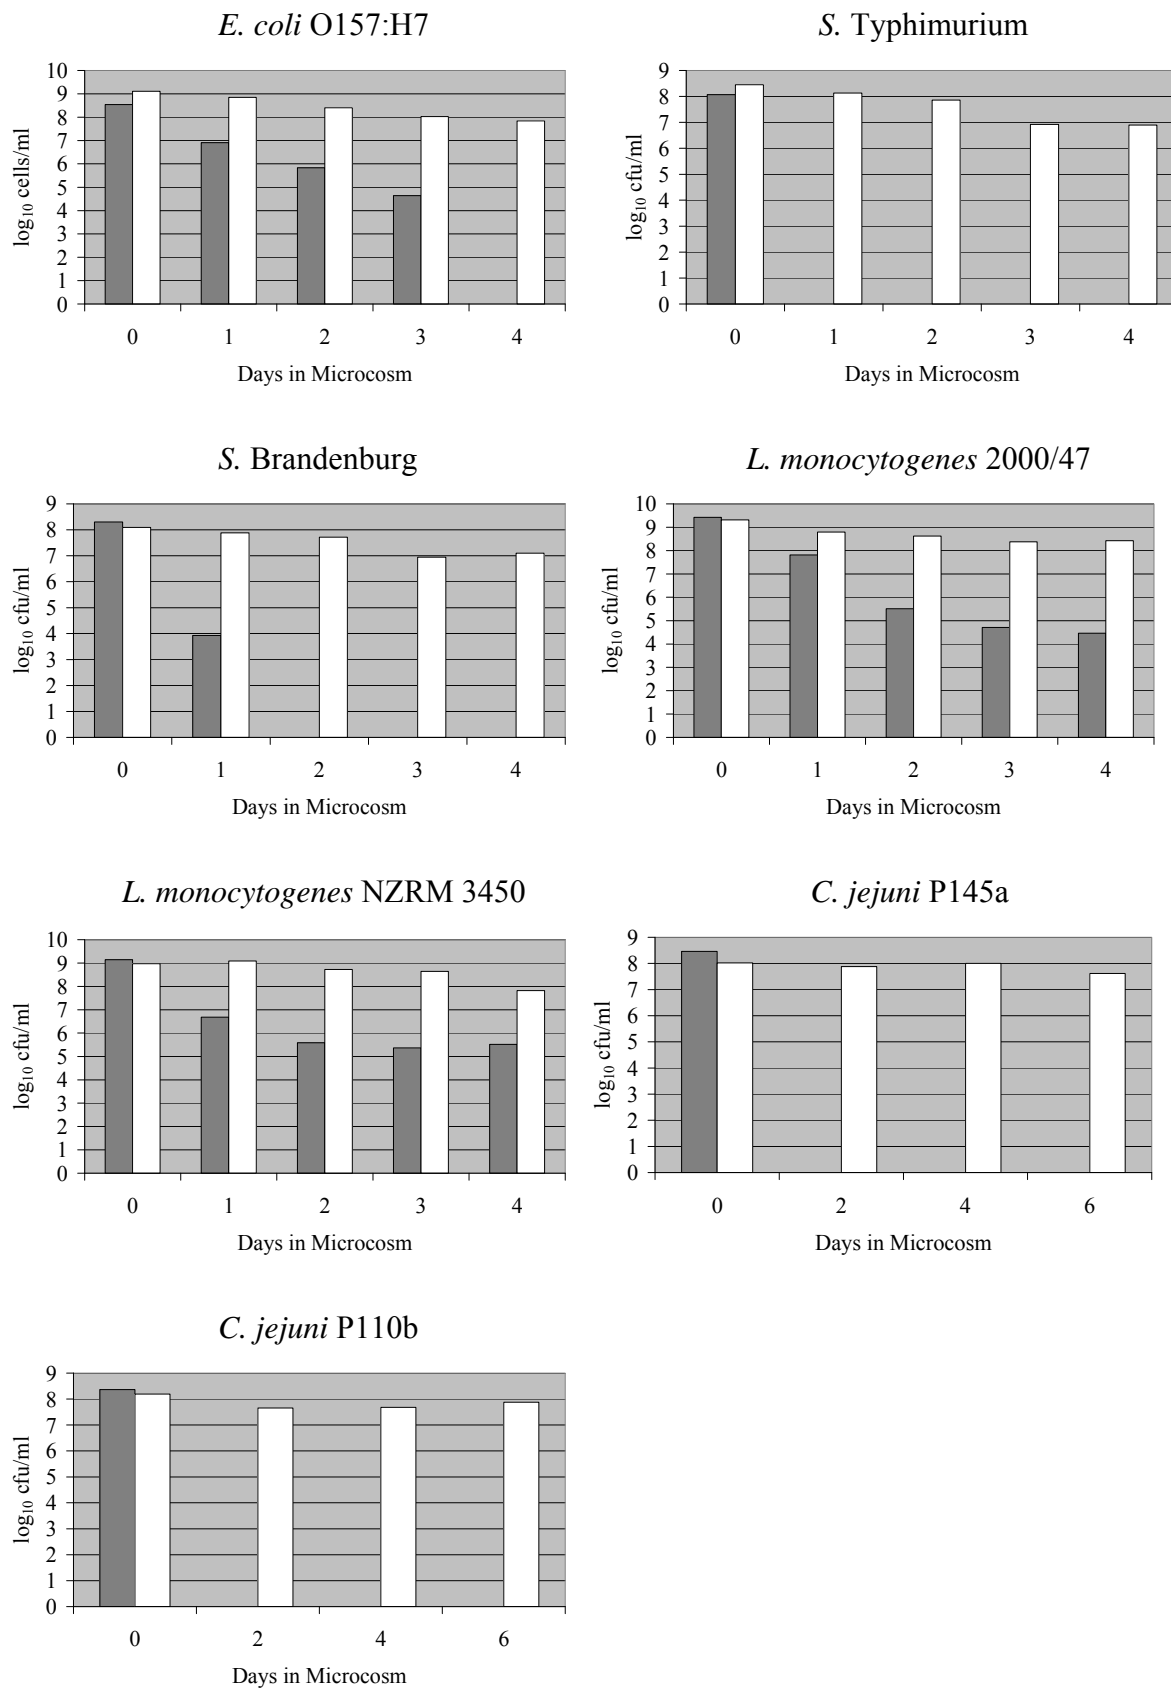 E. coli O157:H7
10
9
8
7
6
5
4
3
2
1
0
log₁₀ cells/ml
0 1 2 3 4
Days in Microcosm
S. Typhimurium
9
8
7
6
5
4
3
2
1
0
log₁₀ cfu/ml
0 1 2 3 4
Days in Microcosm
S. Brandenburg
9
8
7
6
5
4
3
2
1
0
log₁₀ cfu/ml
0 1 2 3 4
Days in Microcosm
L. monocytogenes 2000/47
10
9
8
7
6
5
4
3
2
1
0
log₁₀ cfu/ml
0 1 2 3 4
Days in Microcosm
L. monocytogenes NZRM 3450
10
9
8
7
6
5
4
3
2
1
0
log₁₀ cfu/ml
0 1 2 3 4
Days in Microcosm
C. jejuni P145a
9
8
7
6
5
4
3
2
1
0
log₁₀ cfu/ml
0 2 4 6
Days in Microcosm
C. jejuni P110b
9
8
7
6
5
4
3
2
1
0
log₁₀ cfu/ml
0 2 4 6
Days in Microcosm